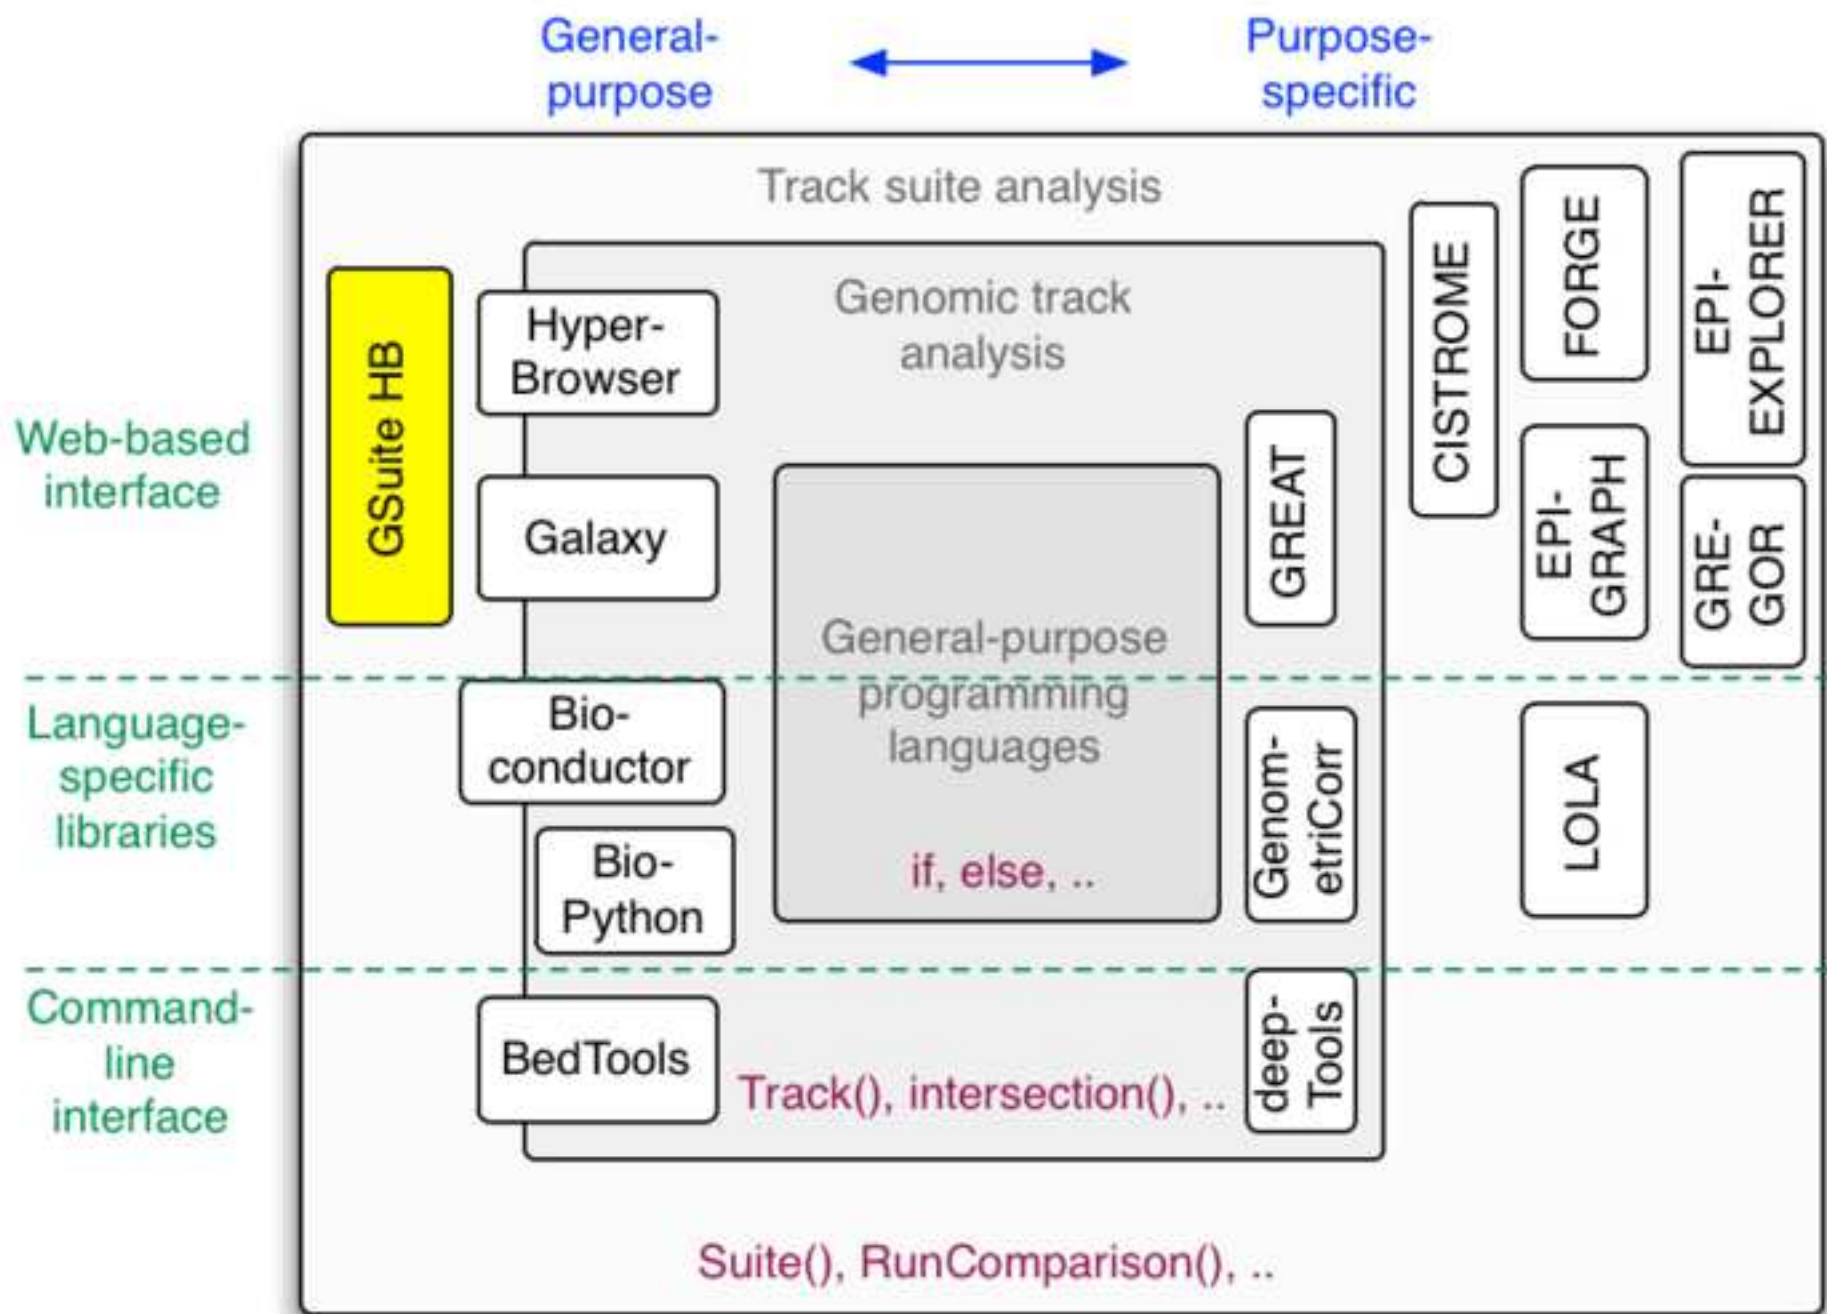 General-
purpose
Purpose-
specific
Track suite analysis
Genomic track
analysis
GSuite HB
Hyper-
Browser
Galaxy
GREAT
CISTROME
FORGE
EPI-
EXPLORER
EPI-
GRAPH
GRE-
GOR
Web-based
interface
General-purpose
programming
languages
if, else, ..
Language-
specific
libraries
Bio-
conductor
Bio-
Python
Genom-
etriCorr
LOLA
Command-
line
interface
BedTools
Track(), intersection(), ..
deep-
Tools
Suite(), RunComparison(), ..